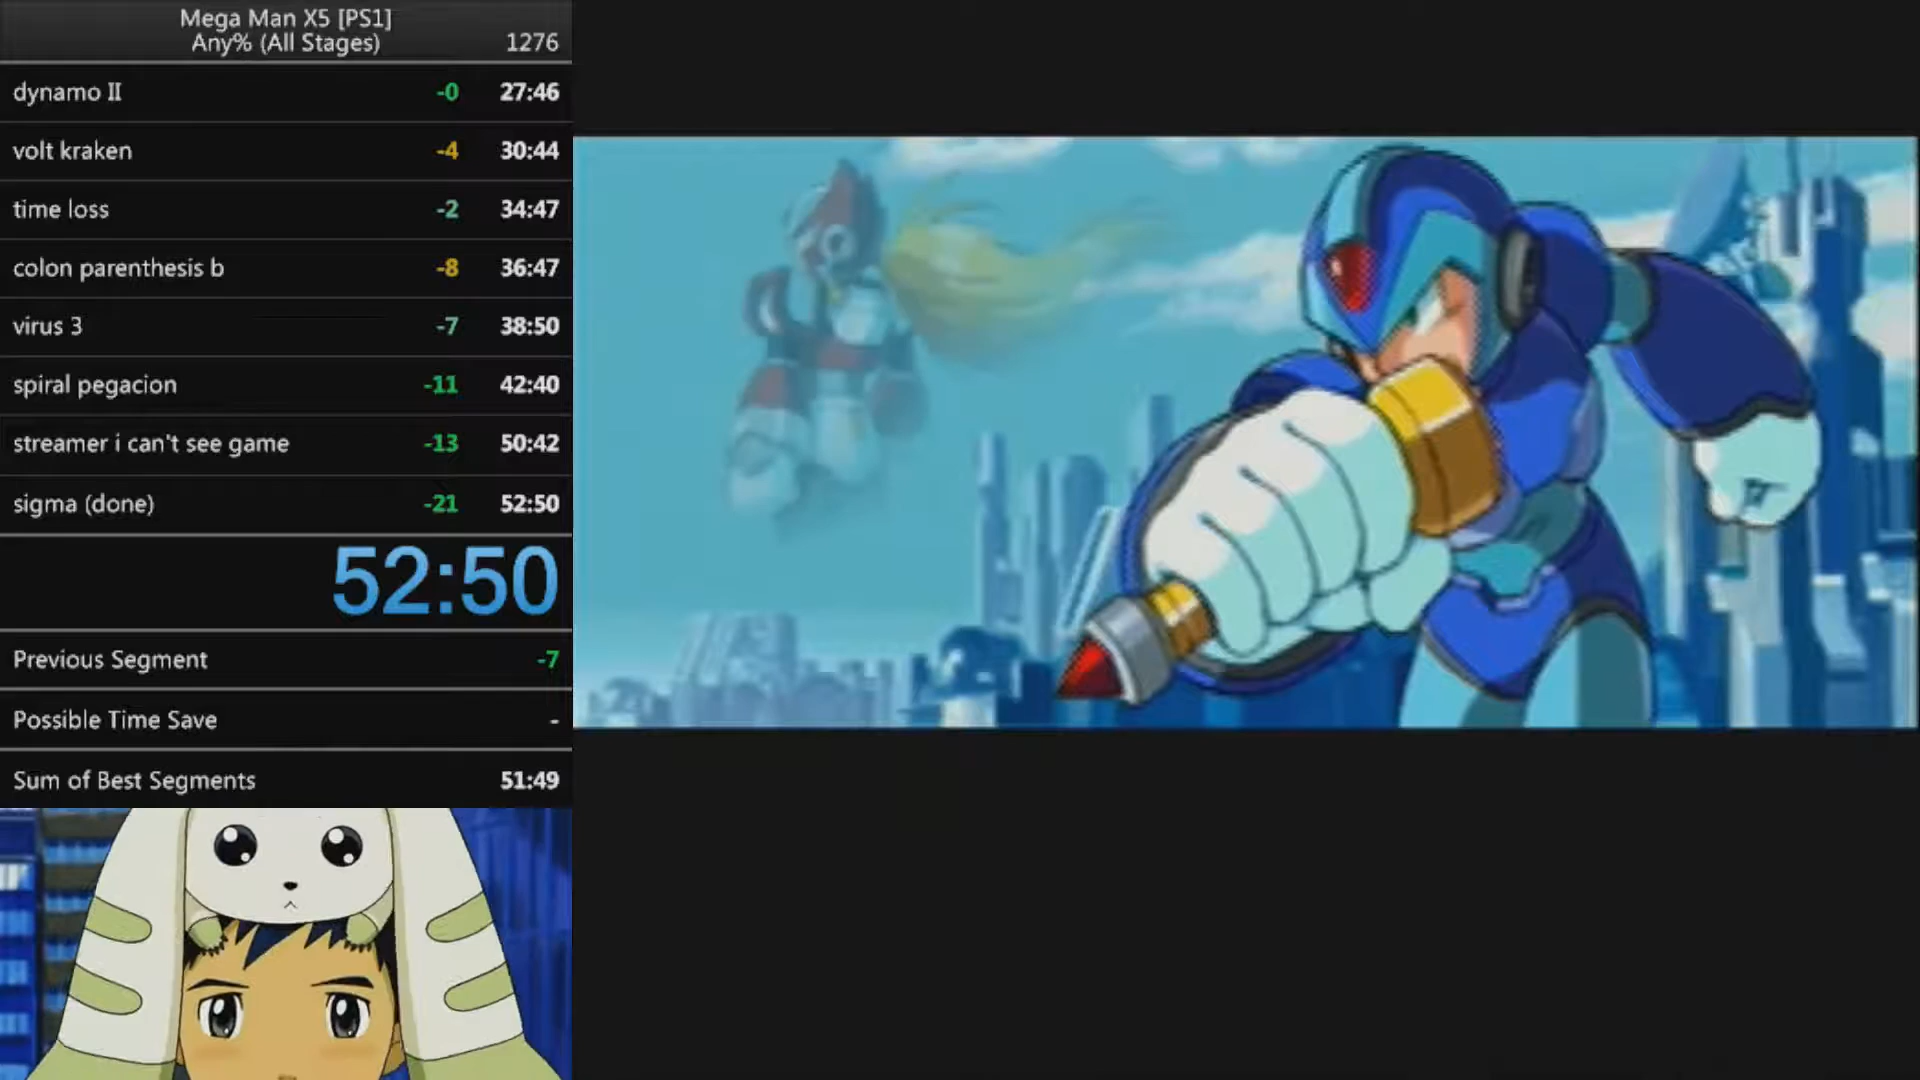 Mega Man X5 [PS1]
Any% (All Stages) 1276
dynamo II -0 27:46
volt kraken -4 30:44
time loss -2 34:47
colon parenthesis b -8 36:47
virus 3 -7 38:50
spiral pegacion -11 42:40
streamer i can't see game -13 50:42
sigma (done) -21 52:50
52:50
Previous Segment -7
Possible Time Save -
Sum of Best Segments 51:49